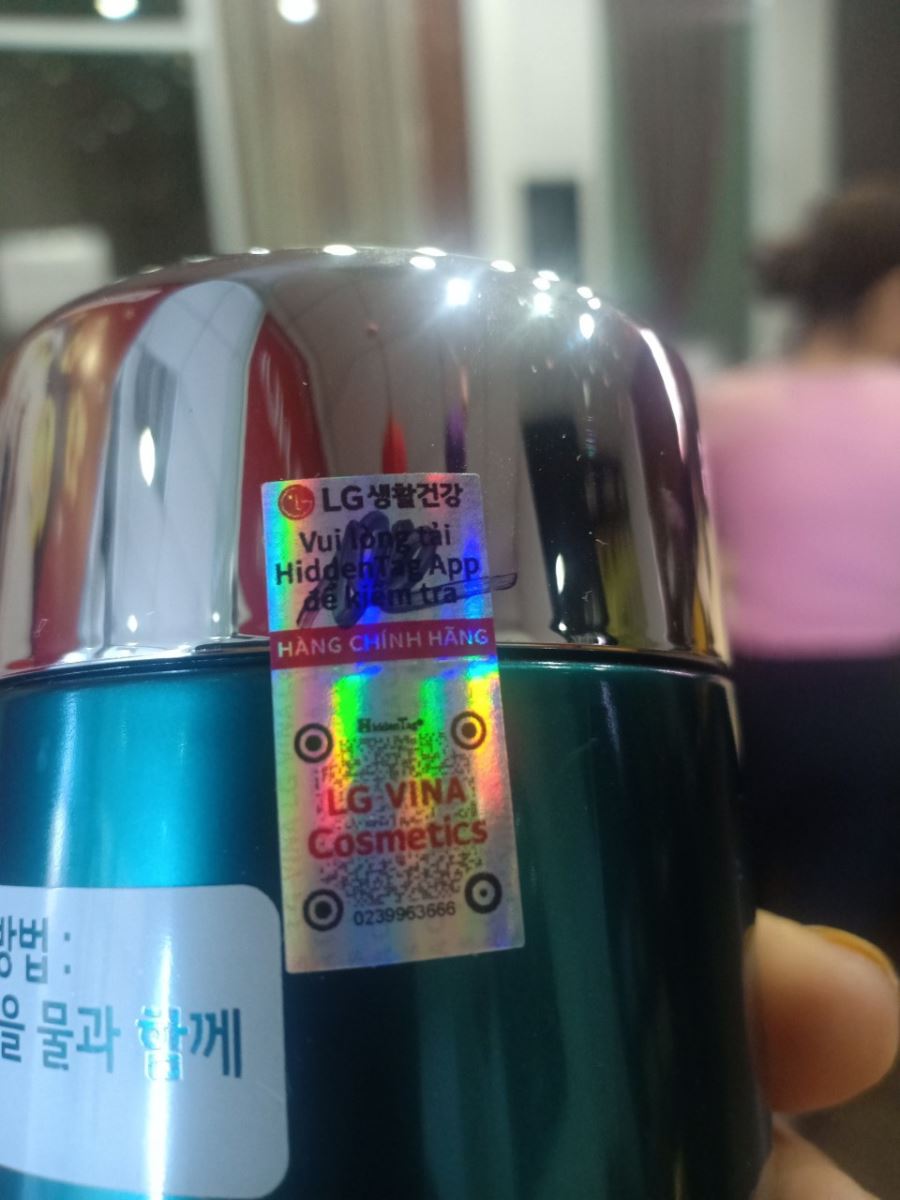 LG 생활건강
Vui lòng tải
HiddenTag App
để kiểm tra
HÀNG CHÍNH HÃNG
HiddenTag®
LG VINA
Cosmetics
0239963666
방법 :
을 물과 함께